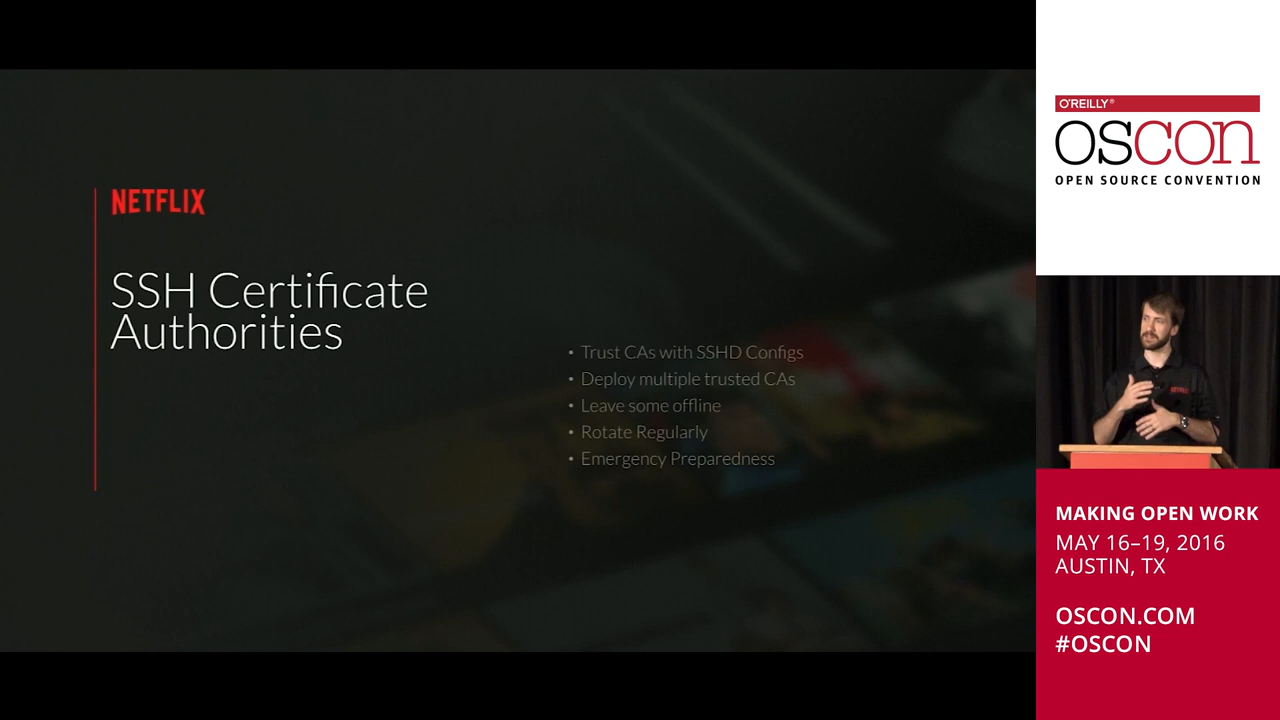 NETFLIX
SSH Certificate
Authorities
• Trust CAs with SSHD Configs
• Deploy multiple trusted CAs
• Leave some offline
• Rotate Regularly
• Emergency Preparedness
O'REILLY®
OSCON
OPEN SOURCE CONVENTION
NETFLIX
MAKING OPEN WORK
MAY 16–19, 2016
AUSTIN, TX
OSCON.COM
#OSCON